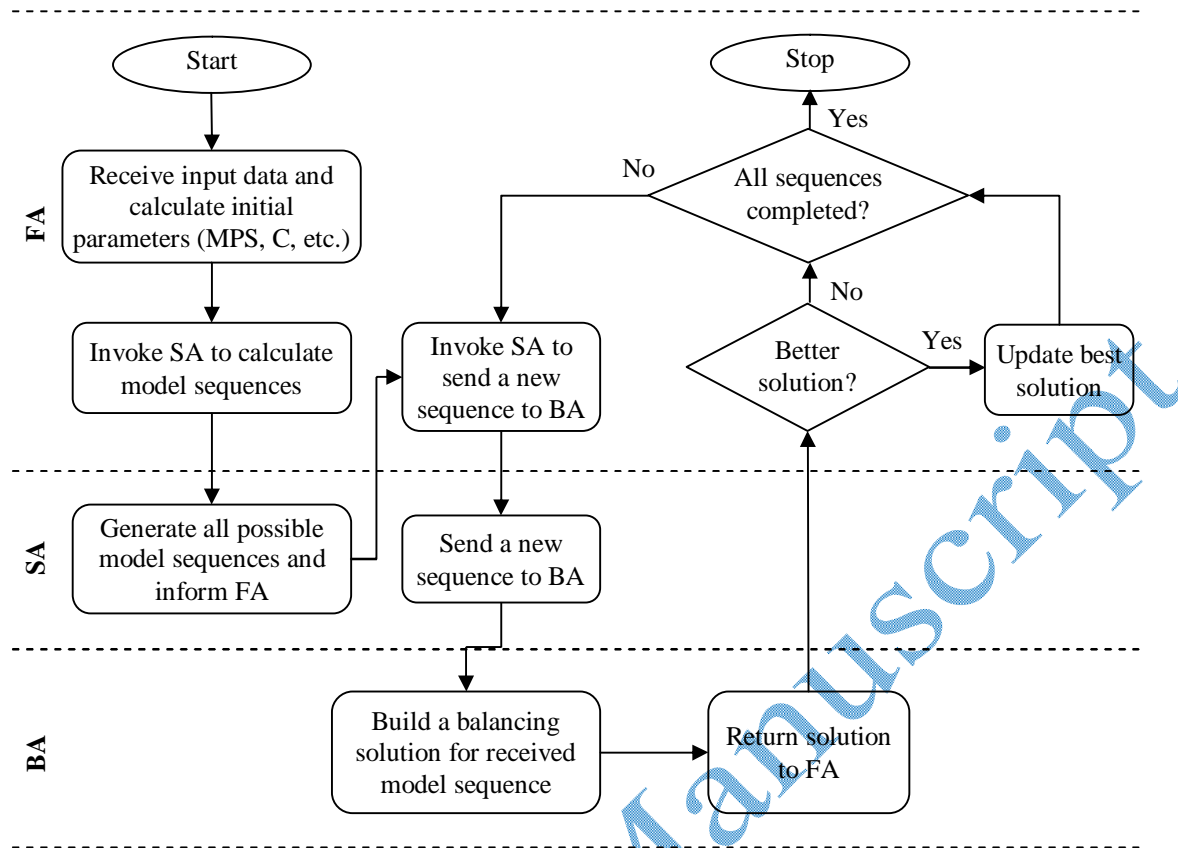 Start
Receive input data and
calculate initial
parameters (MPS, C, etc.)
Invoke SA to calculate
model sequences
FA
Stop
Yes
No
All sequences
completed?
No
Invoke SA to
send a new
sequence to BA
Better
solution?
Yes
Update best
solution
SA
Generate all possible
model sequences and
inform FA
Send a new
sequence to BA
BA
Build a balancing
solution for received
model sequence
Return solution
to FA
Manuscript